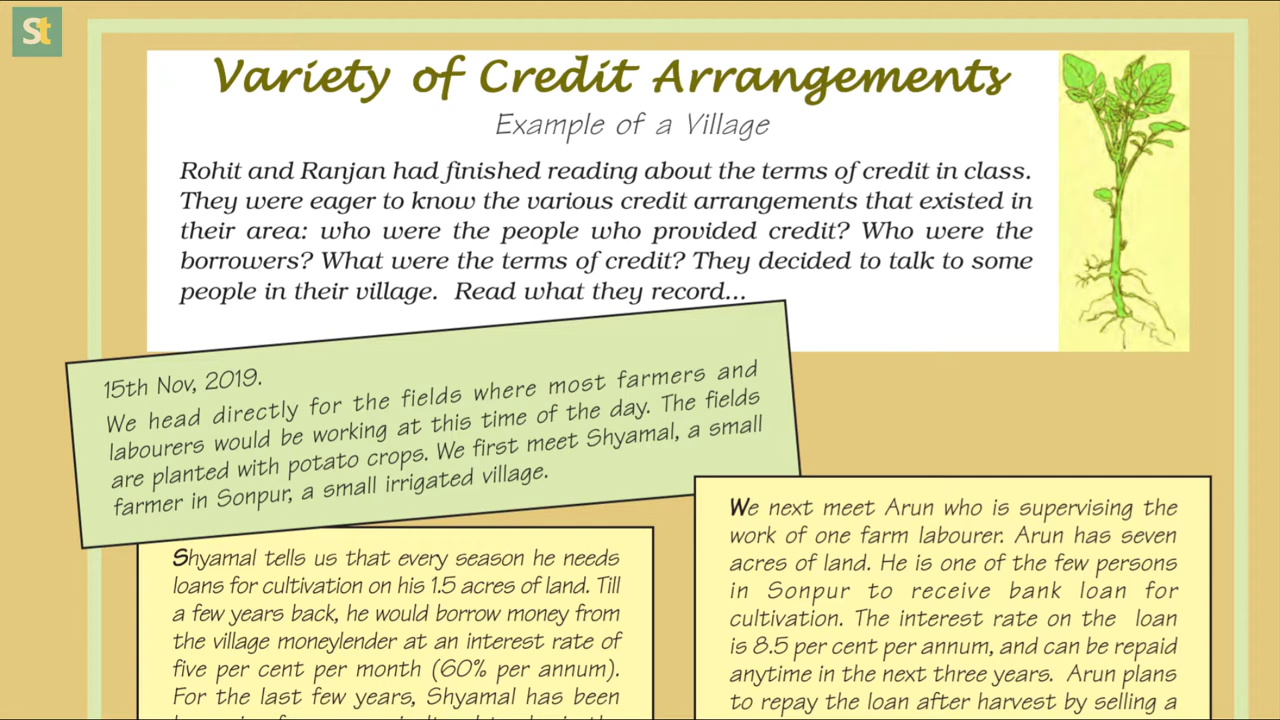 St
Variety of Credit Arrangements
Example of a Village
Rohit and Ranjan had finished reading about the terms of credit in class.
They were eager to know the various credit arrangements that existed in
their area: who were the people who provided credit? Who were the
borrowers? What were the terms of credit? They decided to talk to some
people in their village. Read what they record...
15th Nov, 2019.
We head directly for the fields where most farmers and
labourers would be working at this time of the day. The fields
are planted with potato crops. We first meet Shyamal, a small
farmer in Sonpur, a small irrigated village.
Shyamal tells us that every season he needs
loans for cultivation on his 1.5 acres of land. Till
a few years back, he would borrow money from
the village moneylender at an interest rate of
five per cent per month (60% per annum).
For the last few years, Shyamal has been
We next meet Arun who is supervising the
work of one farm labourer. Arun has seven
acres of land. He is one of the few persons
in Sonpur to receive bank loan for
cultivation. The interest rate on the loan
is 8.5 per cent per annum, and can be repaid
anytime in the next three years. Arun plans
to repay the loan after harvest by selling a